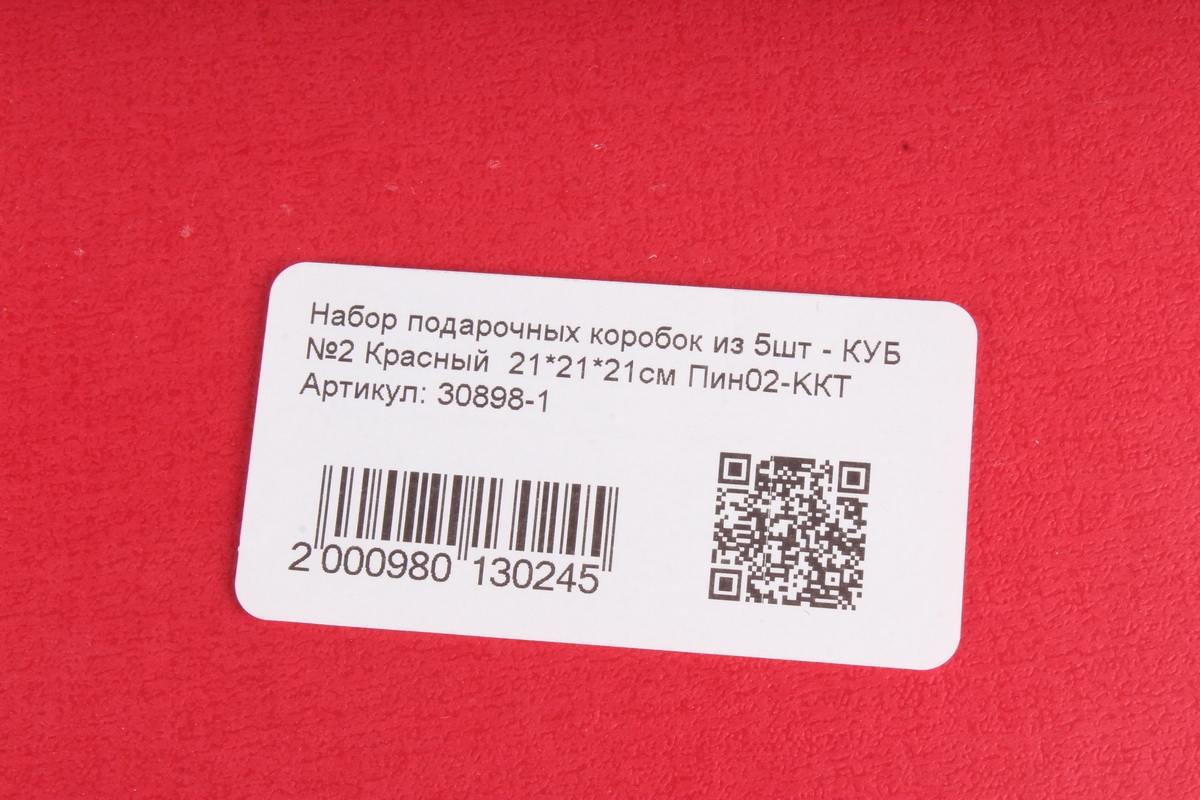 Набор подарочных коробок из 5шт - КУБ
№2 Красный  21*21*21см Пин02-ККТ
Артикул: 30898-1
2 000980 130245